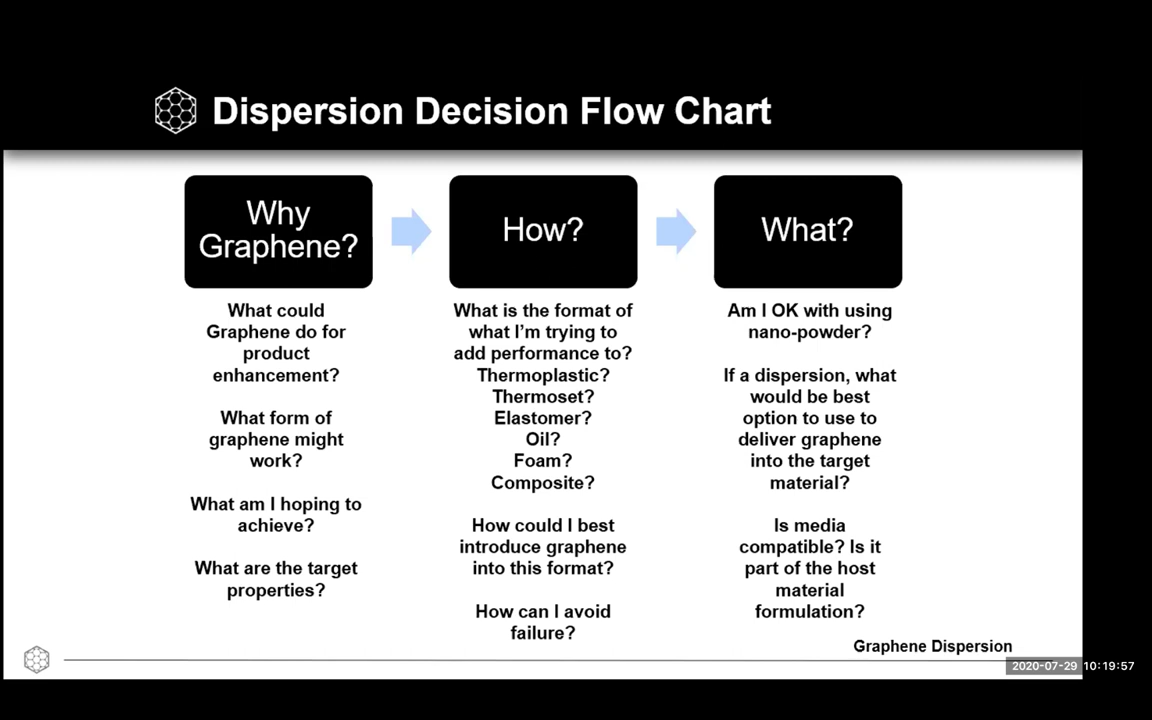 Dispersion Decision Flow Chart
Why
Graphene?
What could
Graphene do for
product
enhancement?
What form of
graphene might
work?
What am I hoping to
achieve?
What are the target
properties?
How?
What is the format of
what I'm trying to
add performance to?
Thermoplastic?
Thermoset?
Elastomer?
Oil?
Foam?
Composite?
How could I best
introduce graphene
into this format?
How can I avoid
failure?
What?
Am I OK with using
nano-powder?
If a dispersion, what
would be best
option to use to
deliver graphene
into the target
material?
Is media
compatible? Is it
part of the host
material
formulation?
Graphene Dispersion
2020-07-29 10:19:57